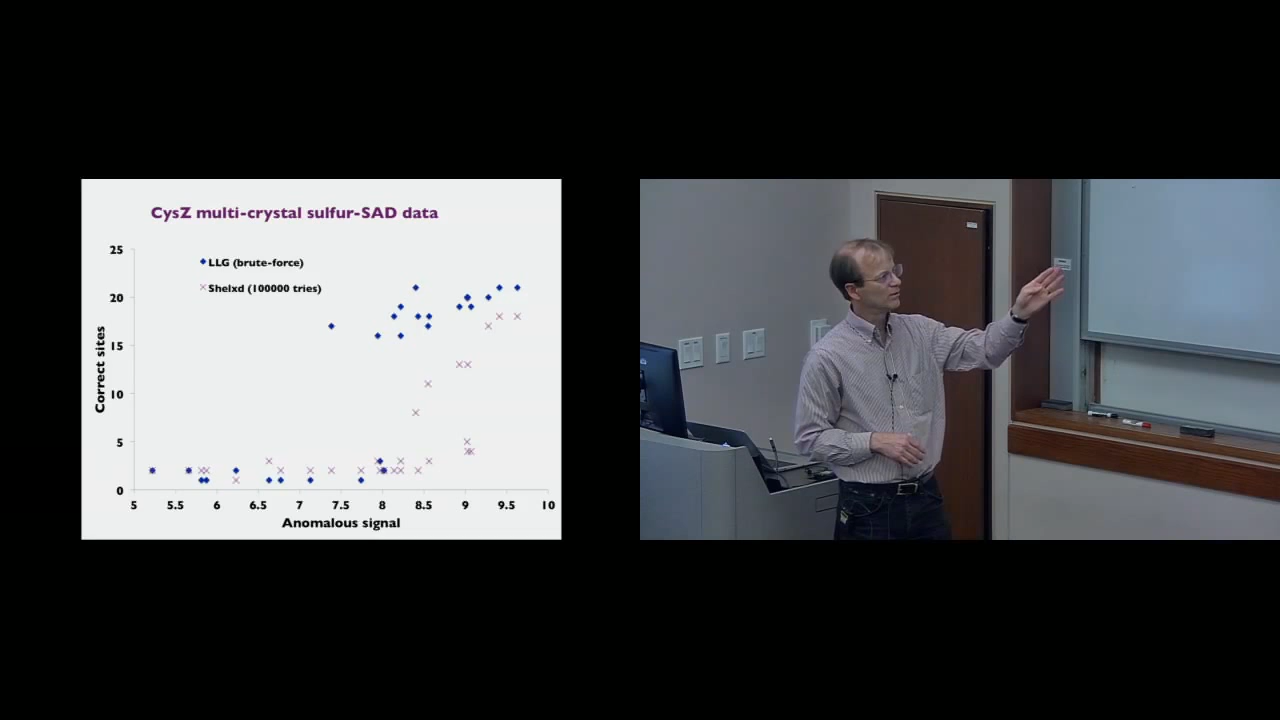 CysZ multi-crystal sulfur-SAD data
25
LLG (brute-force)
Shelxd (100000 tries)
20
15
10
5
0
Correct sites
5 5.5 6 6.5 7 7.5 8 8.5 9 9.5 10
Anomalous signal